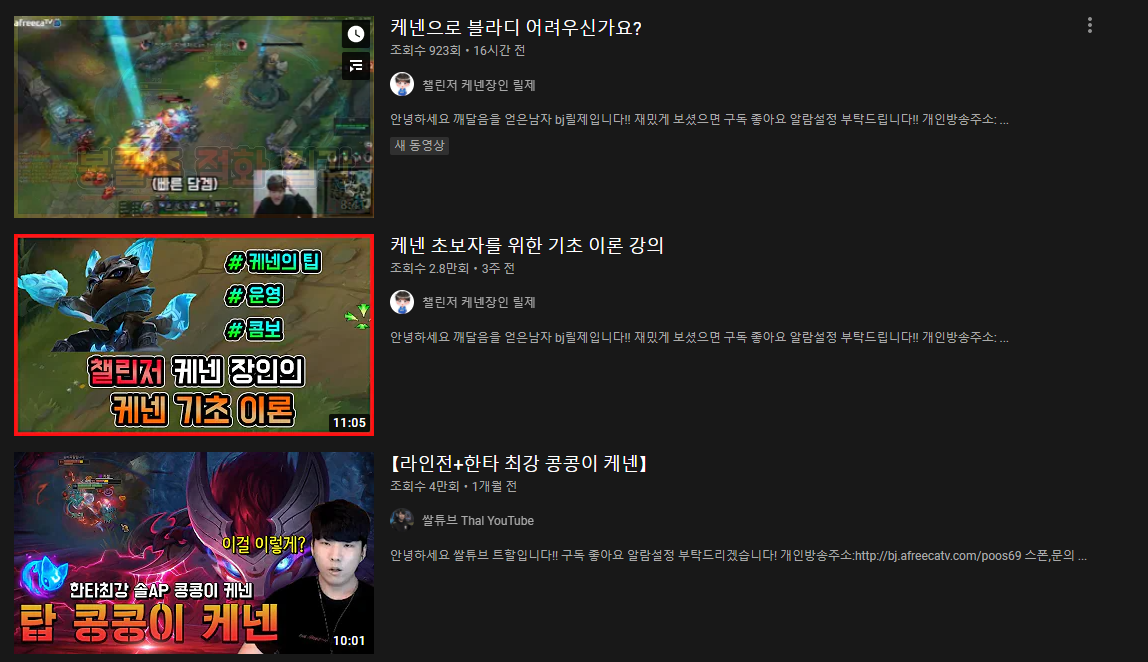 afreecaTV
(빠른 답겜)
케넨으로 블라디 어려우신가요?
조회수 923회 • 16시간 전
챌린저 케넨장인 릴제
안녕하세요 깨달음을 얻은남자 bj릴제입니다!! 재밌게 보셨으면 구독 좋아요 알람설정 부탁드립니다!! 개인방송주소: ...
새 동영상
#케넨의 팁
#운영
#콤보
챌린저 케넨 장인의
케넨 기초 이론
11:05
케넨 초보자를 위한 기초 이론 강의
조회수 2.8만회 • 3주 전
챌린저 케넨장인 릴제
안녕하세요 깨달음을 얻은남자 bj릴제입니다!! 재밌게 보셨으면 구독 좋아요 알람설정 부탁드립니다!! 개인방송주소: ...
이걸 이렇게?
한타최강 솔AP 콩콩이 케넨
탑 콩콩이 케넨
10:01
【라인전+한타 최강 콩콩이 케넨】
조회수 4만회 • 1개월 전
쌀튜브 Thal YouTube
안녕하세요 쌀튜브 트할입니다!! 구독 좋아요 알람설정 부탁드리겠습니다! 개인방송주소:http://bj.afreecatv.com/poos69 스폰,문의 ...